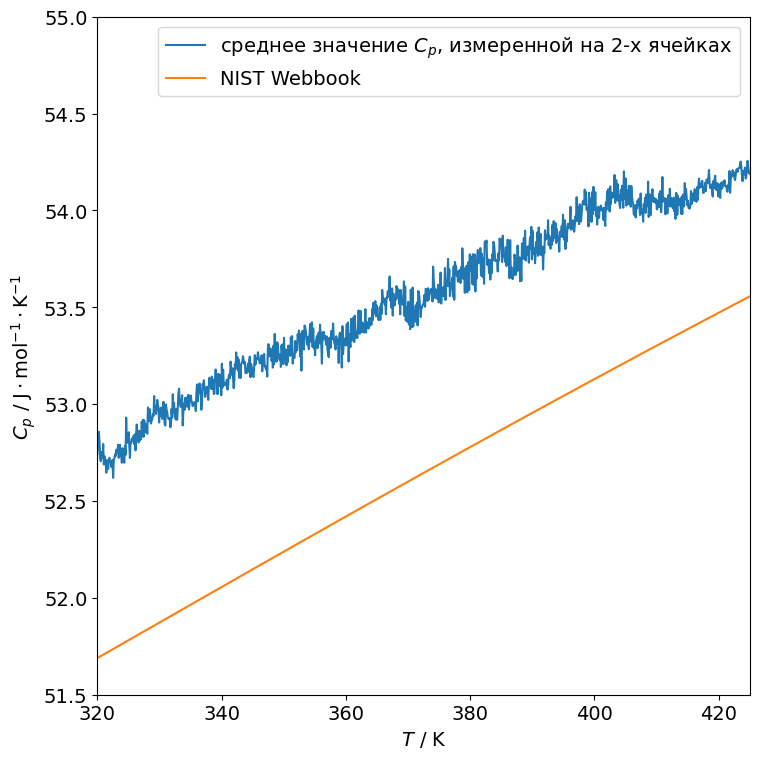 55.0
54.5
54.0
53.5
53.0
52.5
52.0
51.5
среднее значение $C_p$, измеренной на 2-х ячейках
NIST Webbook
$C_p$ / J · mol$^{-1}$ · K$^{-1}$
320 340 360 380 400 420
$T$ / K